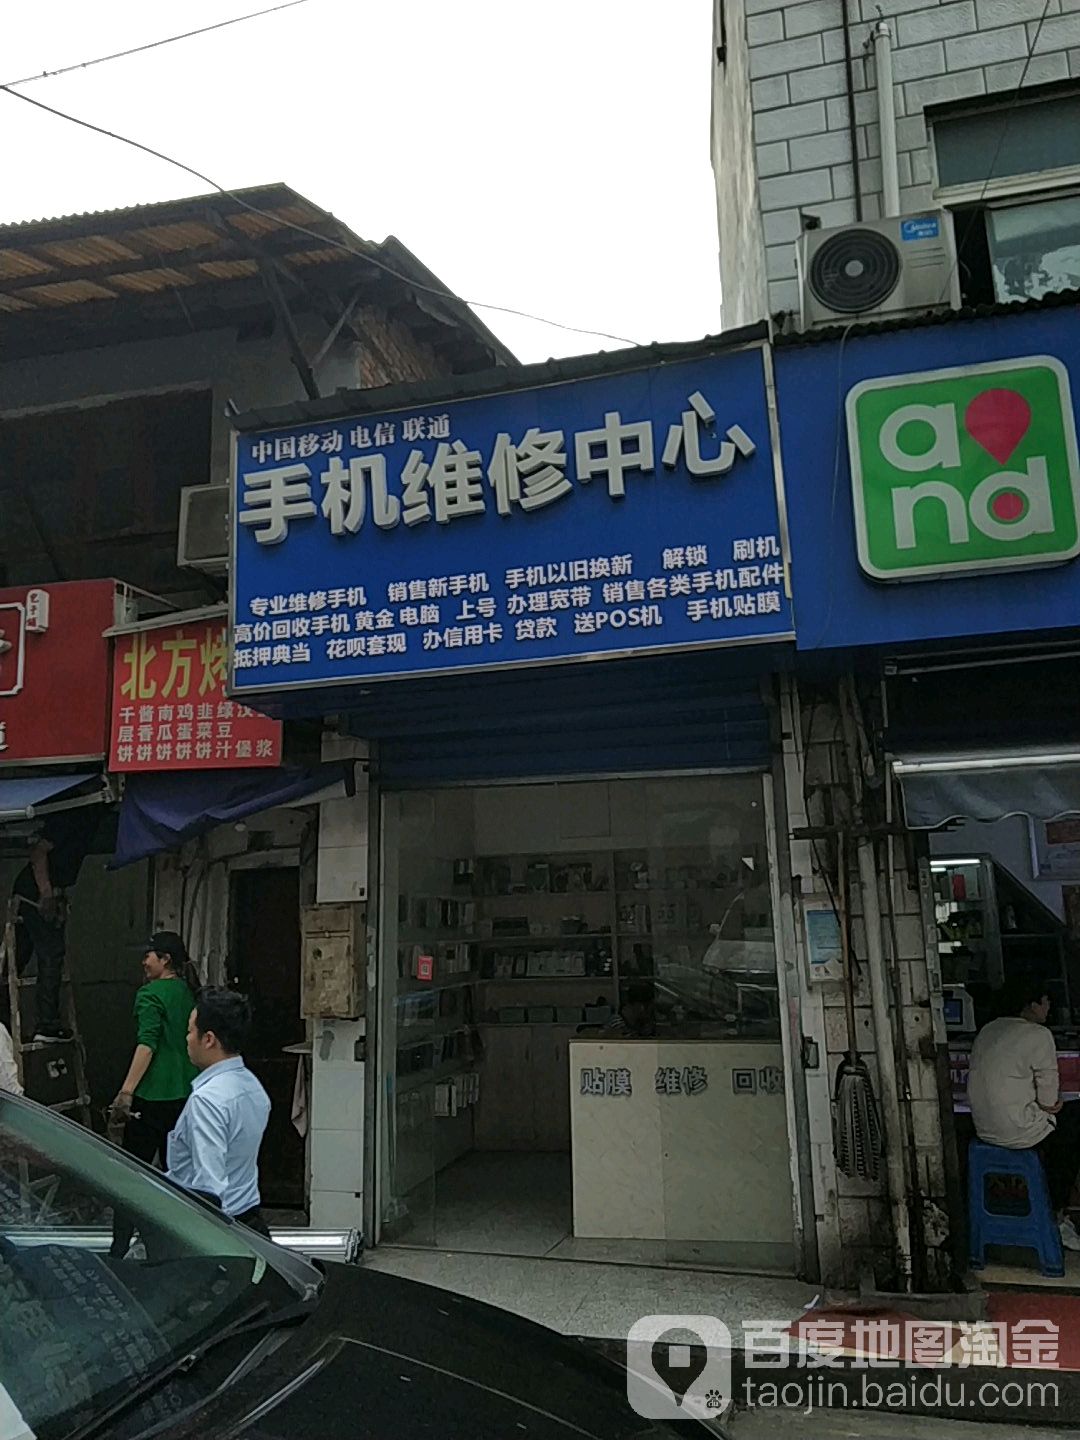 中国移动 电信 联通
手机维修中心
专业维修手机 销售新手机 手机以旧换新 解锁 刷机
高价回收手机 黄金 电脑 上号 办理宽带 销售各类手机配件
抵押典当 花呗套现 办信用卡 贷款 送POS机 手机贴膜
and
Midea
北方烤
千酱南鸡韭绿汉
层香瓜蛋菜豆
饼饼饼饼饼汁堡浆
贴膜 维修 回收
百度地图淘金
taojin.baidu.com